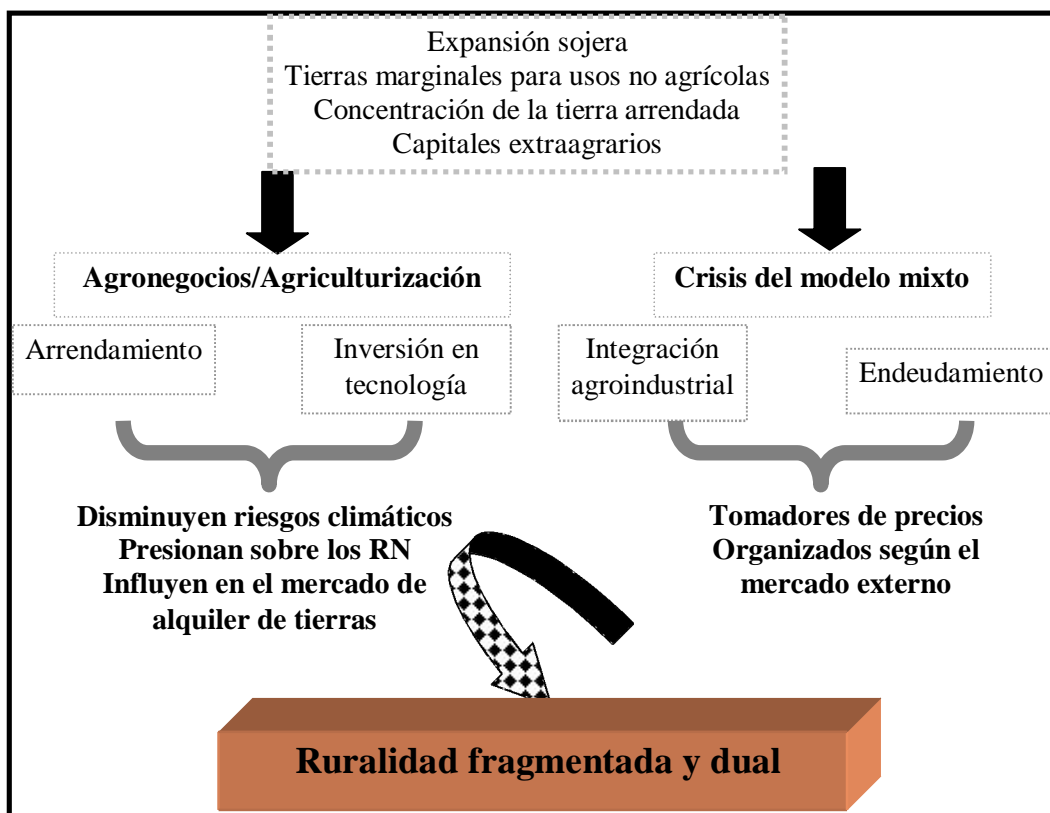 Expansión sojera
Tierras marginales para usos no agrícolas
Concentración de la tierra arrendada
Capitales extraagrarios
Agronegocios/Agriculturización
Crisis del modelo mixto
Arrendamiento
Inversión en
tecnología
Integración
agroindustrial
Endeudamiento
Disminuyen riesgos climáticos
Presionan sobre los RN
Influyen en el mercado de
alquiler de tierras
Tomadores de precios
Organizados según el
mercado externo
Ruralidad fragmentada y dual